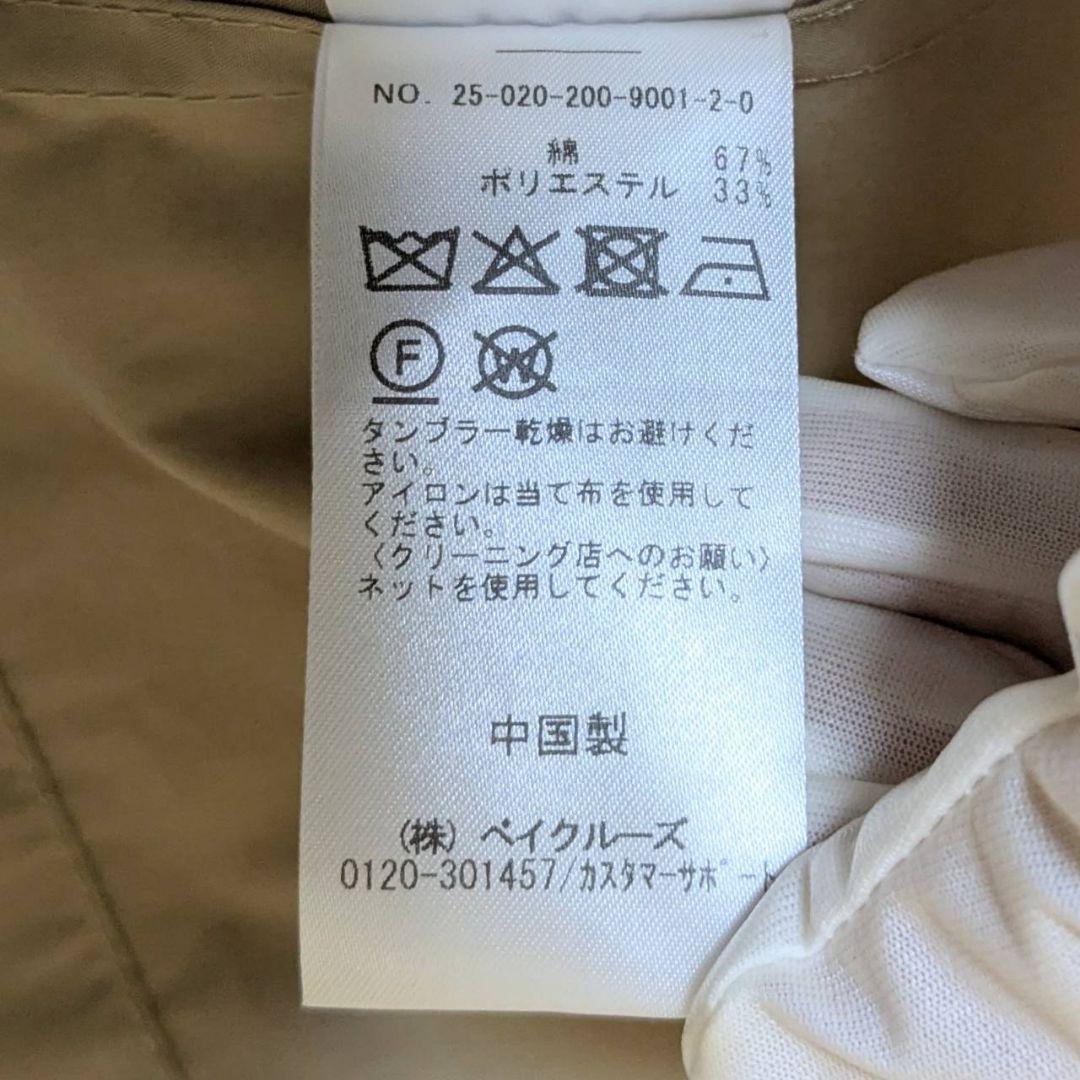 NO. 25-020-200-9001-2-0
綿 67%
ポリエステル 33%
F W
タンブラー乾燥はお避けくだ
さい。
アイロンは当て布を使用して
ください。
〈クリーニング店へのお願い〉
ネットを使用してください。
中国製
(株) ベイクルーズ
0120-301457/カスタマーサポート